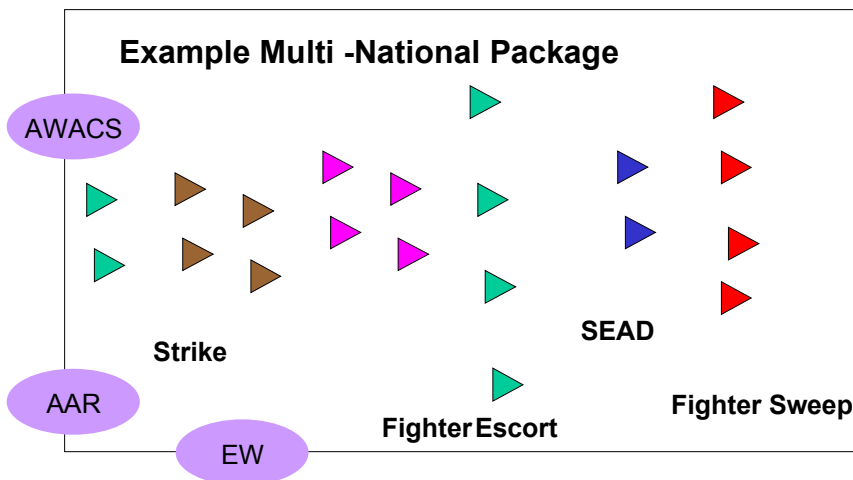 Example Multi -National Package
AWACS
SEAD
Strike
AAR
Fighter Sweep
Fighter Escort
EW